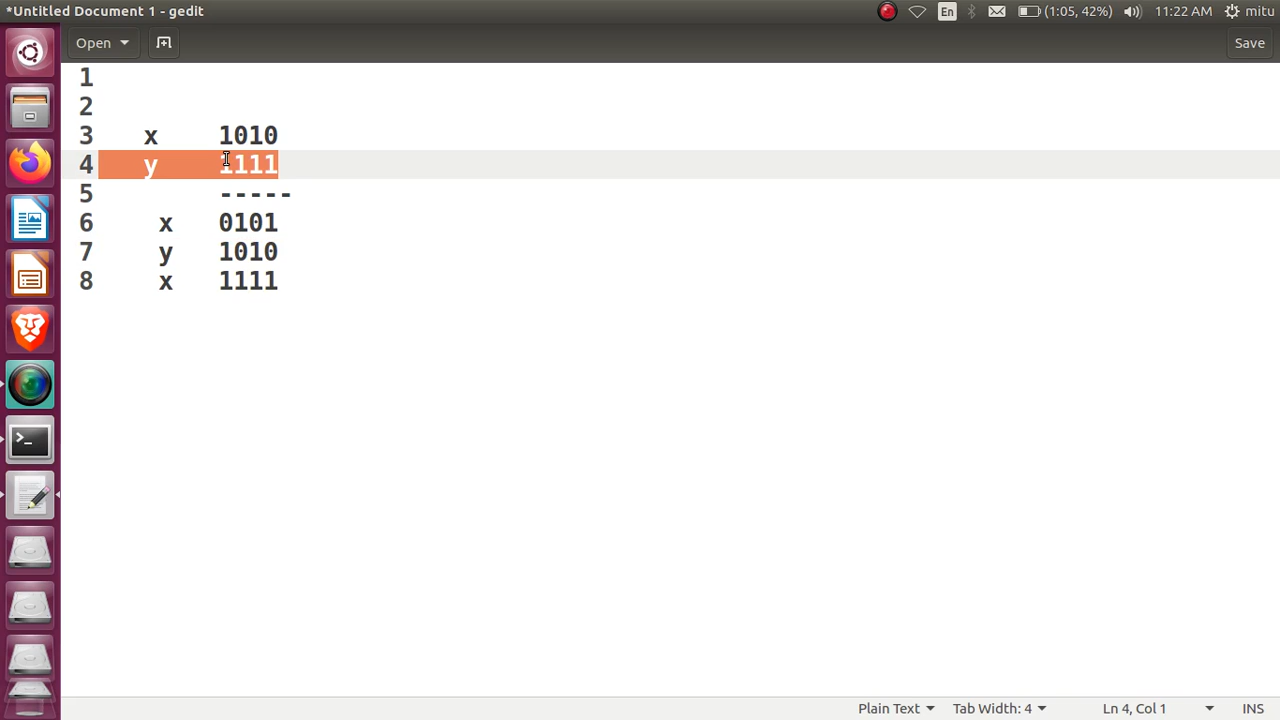 *Untitled Document 1 - gedit
En
(1:05, 42%)
11:22 AM
mitu
Open
Save
1
2
3 x 1010
4 y 1111
5 -----
6 x 0101
7 y 1010
8 x 1111
Plain Text
Tab Width: 4
Ln 4, Col 1
INS